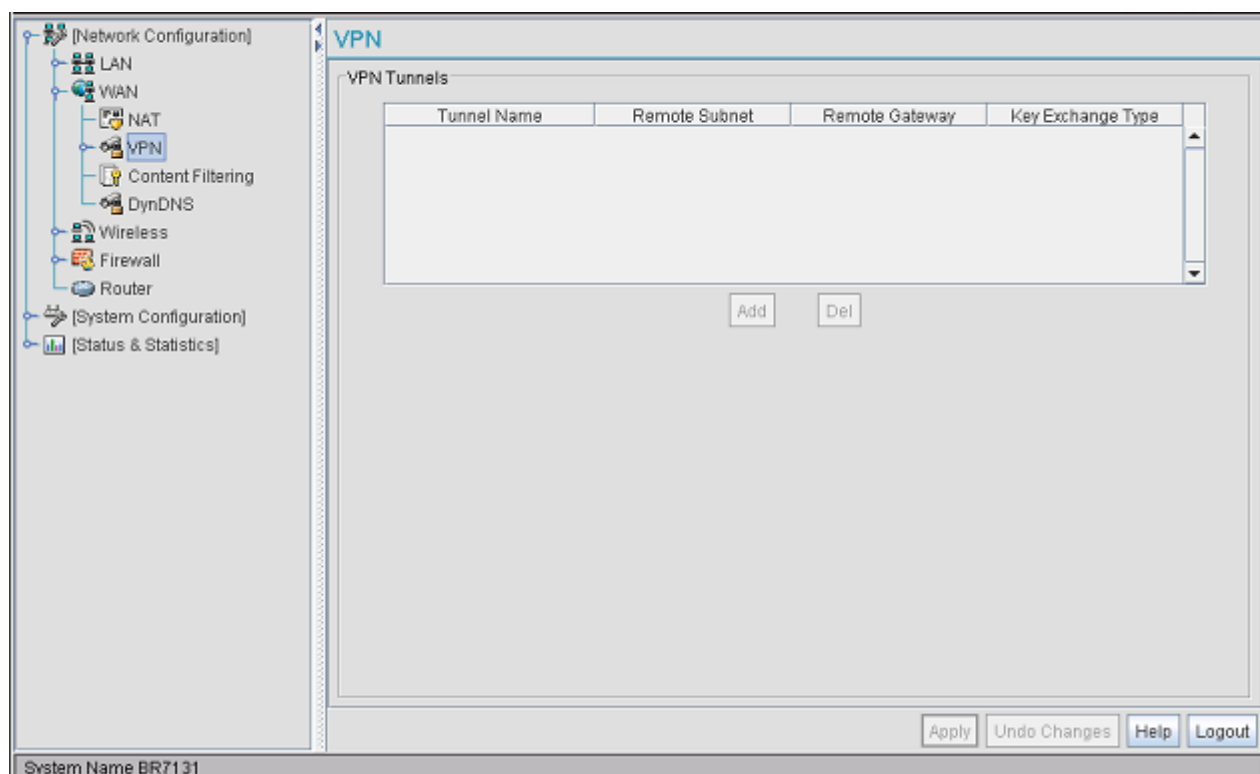 [Network Configuration]
LAN
WAN
NAT
VPN
Content Filtering
DynDNS
Wireless
Firewall
Router
[System Configuration]
[Status & Statistics]
VPN
VPN Tunnels
Tunnel Name Remote Subnet Remote Gateway Key Exchange Type
Add Del
Apply Undo Changes Help Logout
System Name BR7131